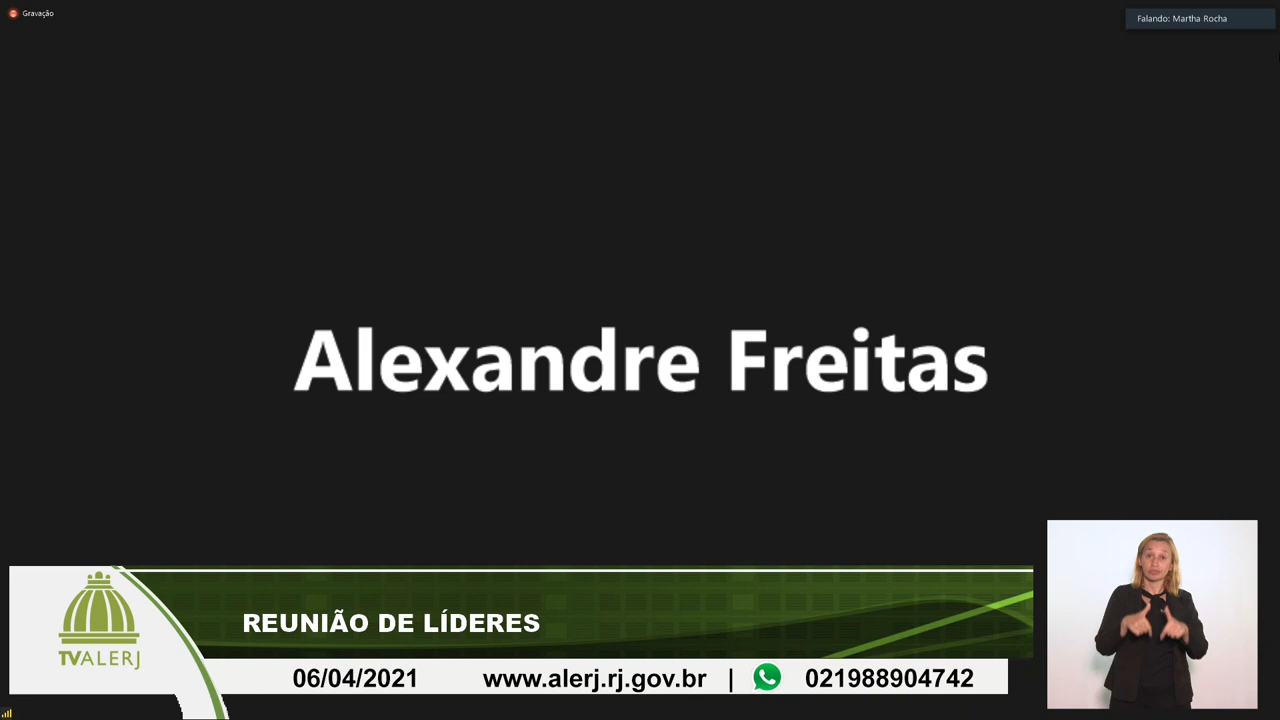 Gravação
Falando: Martha Rocha
Alexandre Freitas
REUNIÃO DE LÍDERES
TVALERJ
06/04/2021 www.alerj.rj.gov.br | 021988904742